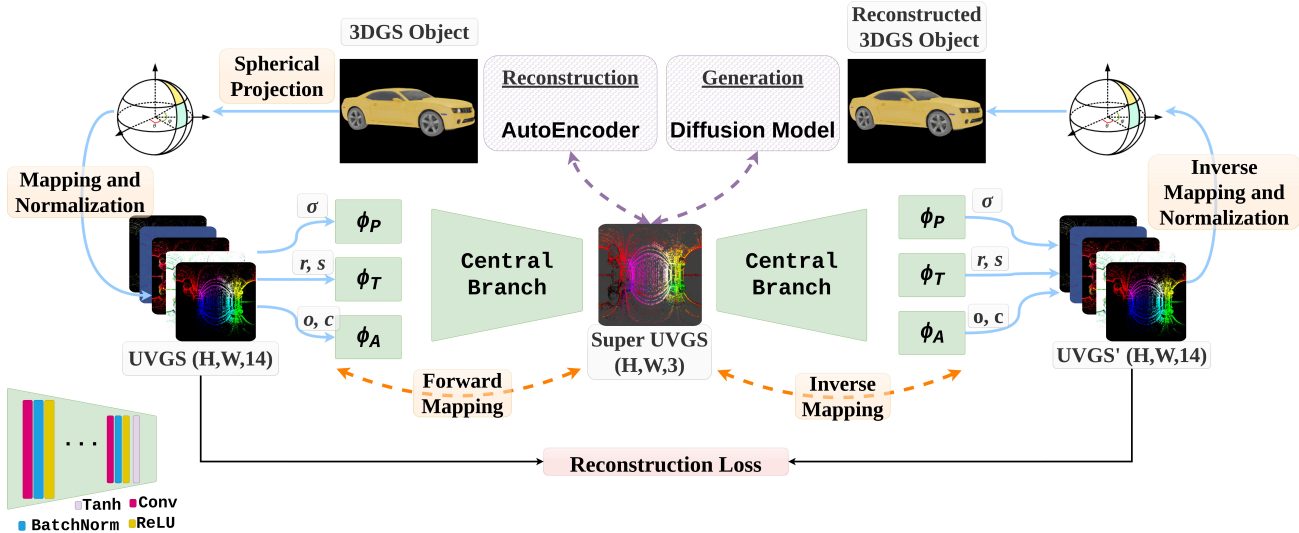 3DGS Object
Reconstructed
3DGS Object
Spherical
Projection
Reconstruction
AutoEncoder
Generation
Diffusion Model
Mapping and
Normalization
Inverse
Mapping and
Normalization
σ
ϕP
r, s
ϕT
o, c
ϕA
Central
Branch
Central
Branch
σ
ϕP
r, s
ϕT
o, c
ϕA
UVGS (H,W,14)
Super UVGS
(H,W,3)
UVGS' (H,W,14)
Forward
Mapping
Inverse
Mapping
Reconstruction Loss
. . .
Tanh
Conv
BatchNorm
ReLU